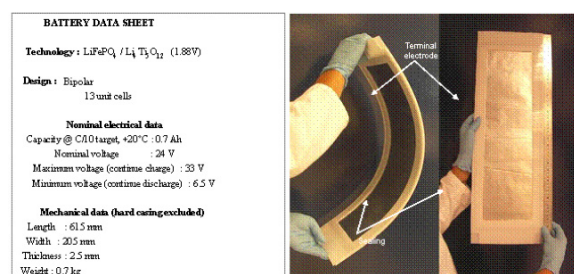 BATTERY DATA SHEET
Technology : LiFePO4 / Li4Ti5O12 (1.88V)
Design : Bipolar
13 unit cells
Nominal electrical data
Capacity @ C/10 target, +20°C : 0.7 Ah
Nominal voltage : 24 V
Maximum voltage (continue charge) : 33 V
Minimum voltage (continue discharge) : 6.5 V
Mechanical data (hard caring excluded)
Length : 615 mm
Width : 205 mm
Thickness : 2.5 mm
Weight : 0.7 kg
Terminal
electrode
Sealing